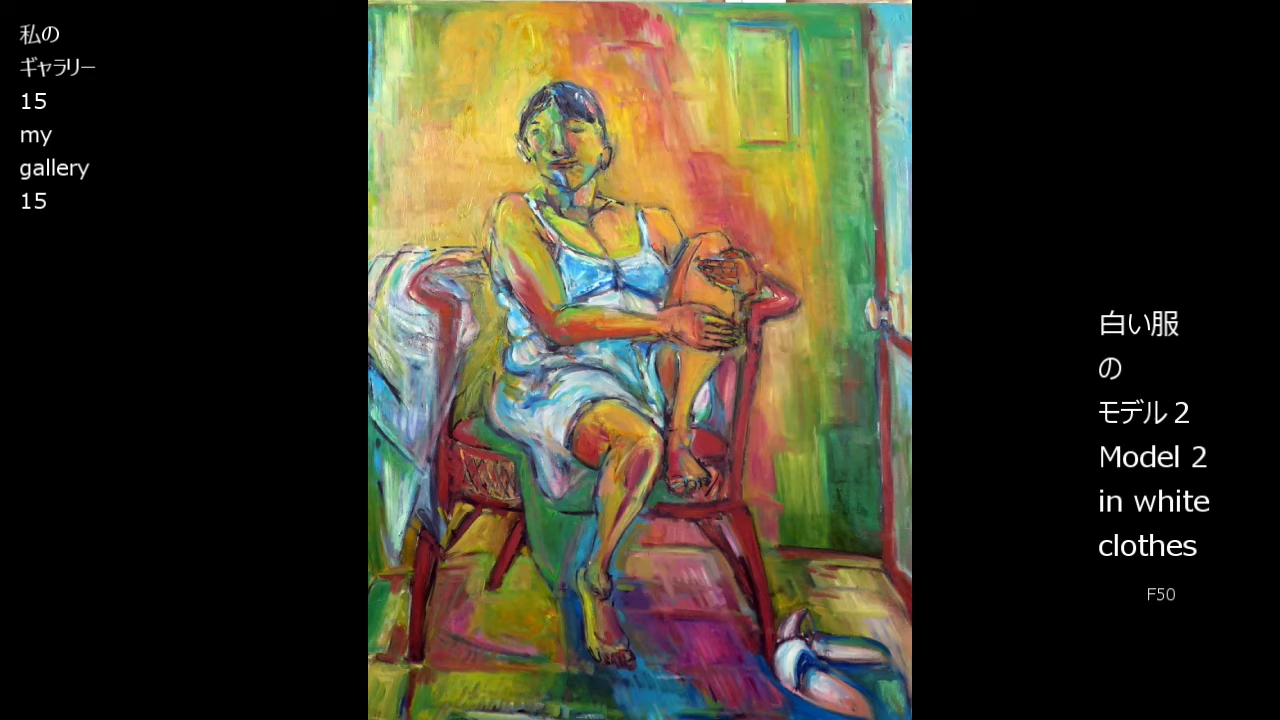 私の
ギャラリー
15
my
gallery
15
白い服
の
モデル２
Model 2
in white
clothes
F50